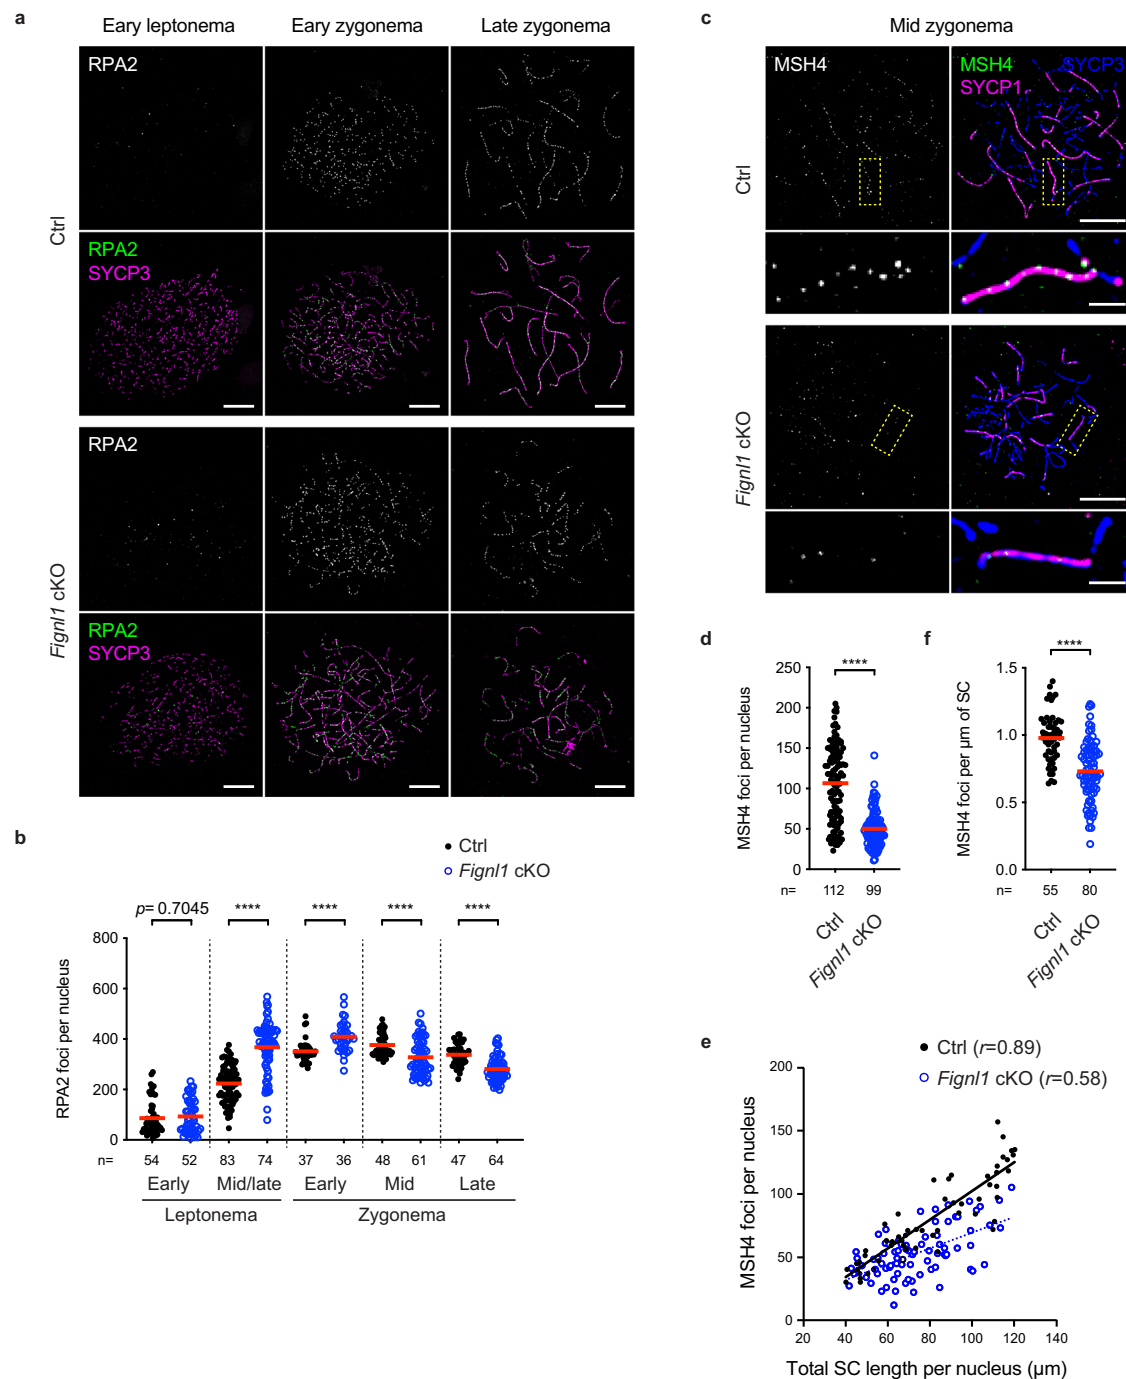 a
Eary leptonema
Eary zygonema
Late zygonema
Ctrl
RPA2
RPA2
SYCP3
Fignl1 cKO
RPA2
RPA2
SYCP3
b
Ctrl
Fignl1 cKO
p= 0.7045
****
****
****
****
RPA2 foci per nucleus
800
600
400
200
0
n=
54
52
83
74
37
36
48
61
47
64
Early
Mid/late
Early
Mid
Late
Leptonema
Zygonema
c
Mid zygonema
Ctrl
MSH4
MSH4
SYCP3
SYCP1
Fignl1 cKO
d
****
MSH4 foci per nucleus
250
200
150
100
50
0
n=
112
99
Ctrl
Fignl1 cKO
f
****
MSH4 foci per µm of SC
1.5
1.0
0.5
0.0
n=
55
80
Ctrl
Fignl1 cKO
e
Ctrl (r=0.89)
Fignl1 cKO (r=0.58)
MSH4 foci per nucleus
200
150
100
50
0
20
40
60
80
100
120
140
Total SC length per nucleus (µm)